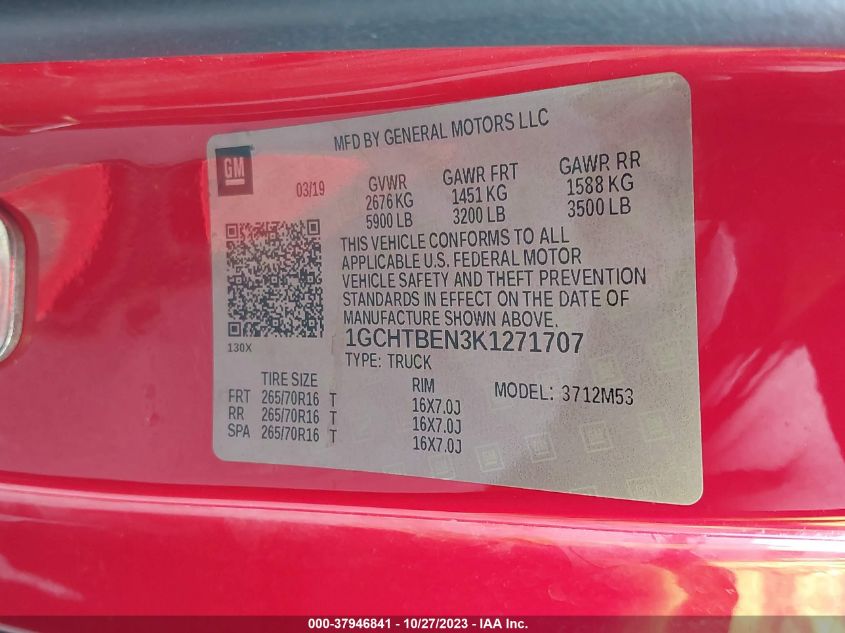 MFD BY GENERAL MOTORS LLC
GM
03/19
GVWR GAWR FRT GAWR RR
2676 KG 1451 KG 1588 KG
5900 LB 3200 LB 3500 LB
THIS VEHICLE CONFORMS TO ALL
APPLICABLE U.S. FEDERAL MOTOR
VEHICLE SAFETY AND THEFT PREVENTION
STANDARDS IN EFFECT ON THE DATE OF
MANUFACTURE SHOWN ABOVE.
130X
1GCHTBEN3K1271707
TYPE: TRUCK
TIRE SIZE RIM MODEL: 3712M53
FRT 265/70R16 T 16X7.0J
RR 265/70R16 T 16X7.0J
SPA 265/70R16 T 16X7.0J
000-37946841 - 10/27/2023 - IAA Inc.